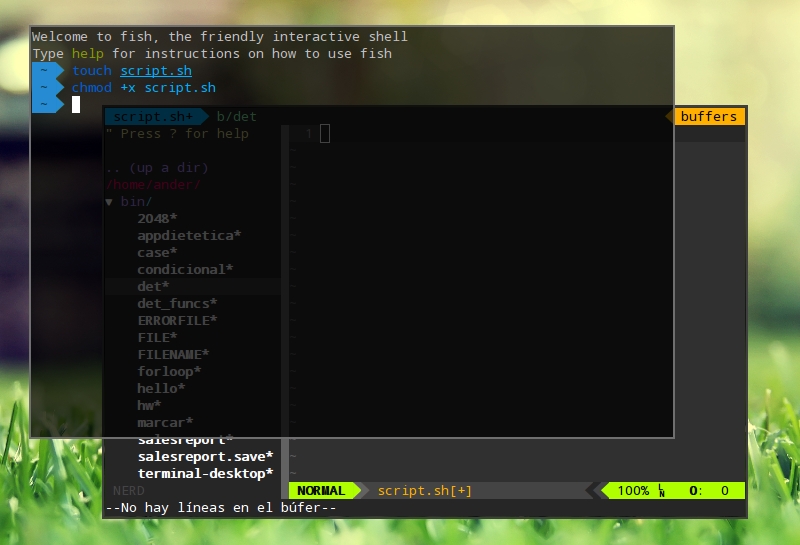 Welcome to fish, the friendly interactive shell
Type help for instructions on how to use fish
~ touch script.sh
~ chmod +x script.sh
~
script.sh+ b/det buffers
" Press ? for help
1
.. (up a dir)
/home/ander/
▼ bin/
2048*
appdietetica*
case*
condicional*
det*
det_funcs*
ERRORFILE*
FILE*
FILENAME*
forloop*
hello*
hw*
marcar*
salesreport*
salesreport.save*
terminal-desktop*
NERD NORMAL script.sh[+] 100% LN 0: 0
--No hay líneas en el búfer--